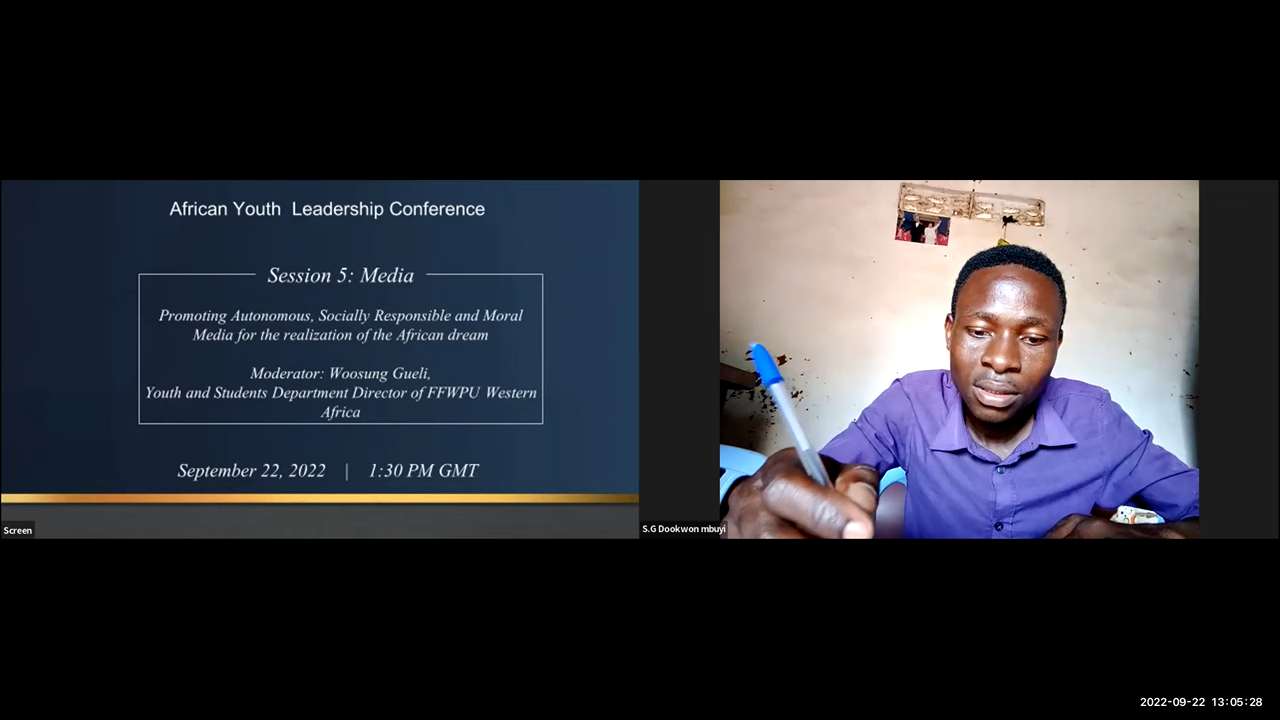 African Youth  Leadership Conference
Session 5: Media
Promoting Autonomous, Socially Responsible and Moral
Media for the realization of the African dream
Moderator: Woosung Gueli,
Youth and Students Department Director of FFWPU Western
Africa
September 22, 2022 | 1:30 PM GMT
Screen
S.G Dookwon mbuyi
2022-09-22 13:05:28